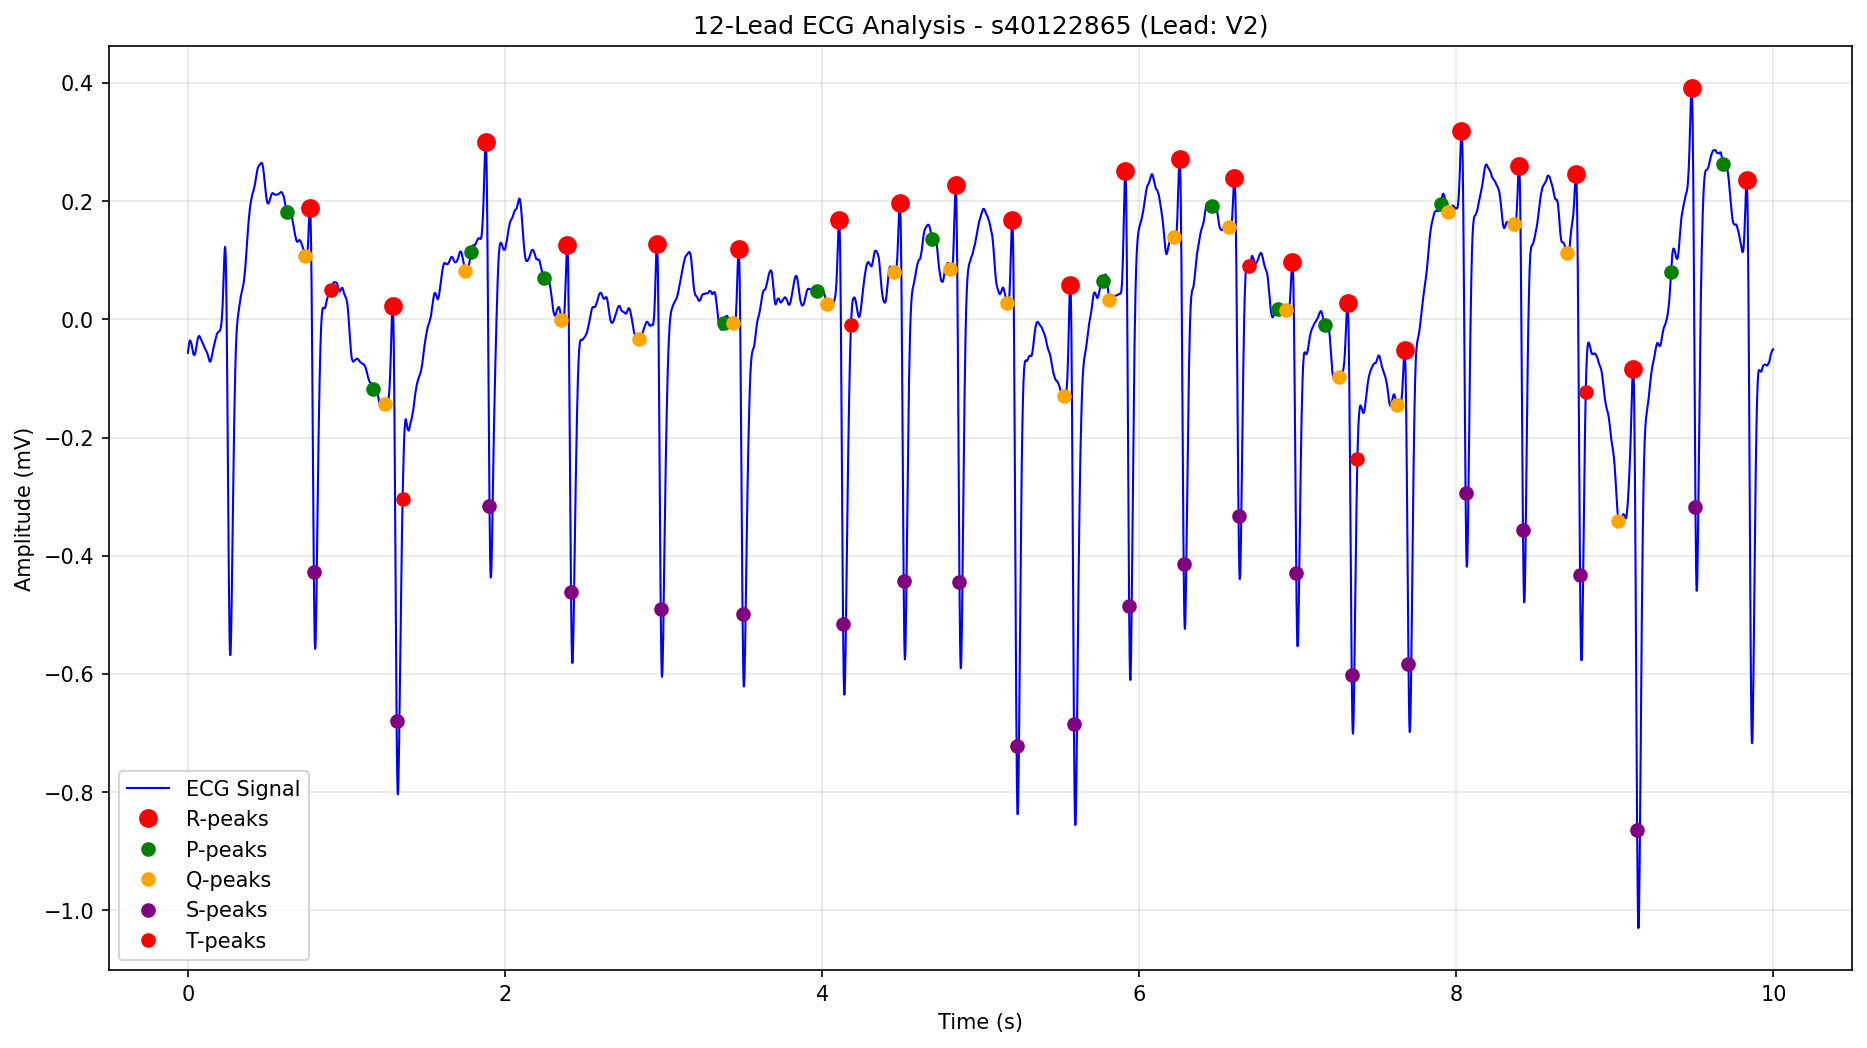 12-Lead ECG Analysis - s40122865 (Lead: V2)
0.4
0.2
0.0
−0.2
−0.4
−0.6
−0.8
−1.0
Amplitude (mV)
ECG Signal
R-peaks
P-peaks
Q-peaks
S-peaks
T-peaks
0 2 4 6 8 10
Time (s)